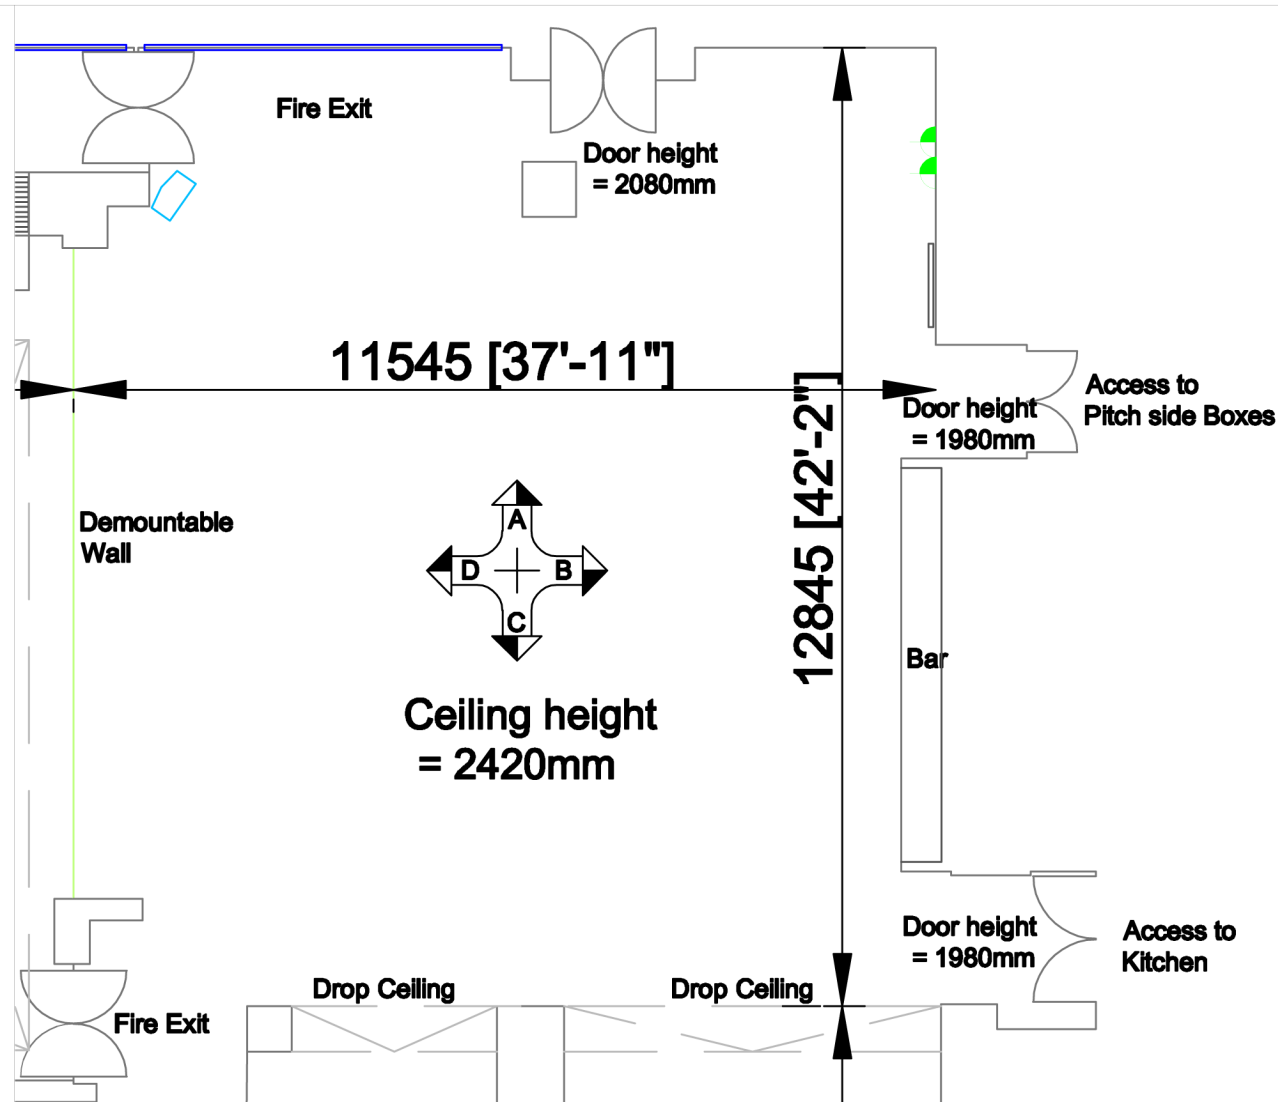 Fire Exit
Door height
= 2080mm
11545 [37'-11"]
12845 [42'-2"]
Access to
Pitch side Boxes
Door height
= 1980mm
Demountable
Wall
A
D
B
C
Bar
Ceiling height
= 2420mm
Door height
= 1980mm
Access to
Kitchen
Drop Ceiling
Drop Ceiling
Fire Exit